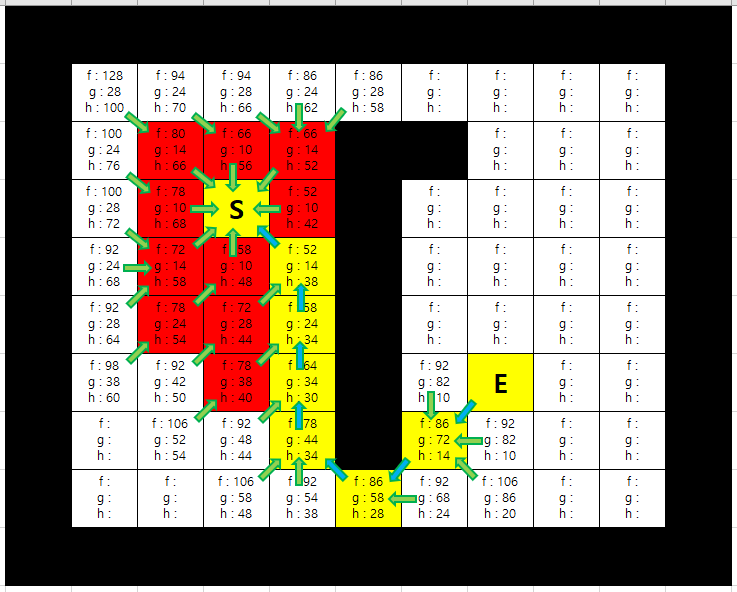 f : 128 f : 94 f : 94 f : 86 f : 86 f : f : f : f :
g : 28 g : 24 g : 28 g : 24 g : 28 g : g : g : g :
h : 100 h : 70 h : 66 h : 62 h : 58 h : h : h : h :
f : 100 f : 80 f : 66 f : 66 f : f : f :
g : 24 g : 14 g : 10 g : 14 g : g : g :
h : 76 h : 66 h : 56 h : 52 h : h : h :
f : 100 f : 78 f : 52 f : f : f : f :
g : 28 g : 10 S g : 10 g : g : g : g :
h : 72 h : 68 h : 42 h : h : h : h :
f : 92 f : 72 f : 58 f : 52 f : f : f : f :
g : 24 g : 14 g : 10 g : 14 g : g : g : g :
h : 68 h : 58 h : 48 h : 38 h : h : h : h :
f : 92 f : 78 f : 72 f : 58 f : f : f : f :
g : 28 g : 24 g : 28 g : 24 g : g : g : g :
h : 64 h : 54 h : 44 h : 34 h : h : h : h :
f : 98 f : 92 f : 78 f : 64 f : 92 f : f :
g : 38 g : 42 g : 38 g : 34 g : 82 E g : g :
h : 60 h : 50 h : 40 h : 30 h : 10 h : h :
f : f : 106 f : 92 f : 78 f : 86 f : 92 f : f :
g : g : 52 g : 48 g : 44 g : 72 g : 82 g : g :
h : h : 54 h : 44 h : 34 h : 14 h : 10 h : h :
f : f : f : 106 f : 92 f : 86 f : 92 f : 106 f : f :
g : g : g : 58 g : 54 g : 58 g : 68 g : 86 g : g :
h : h : h : 48 h : 38 h : 28 h : 24 h : 20 h : h :